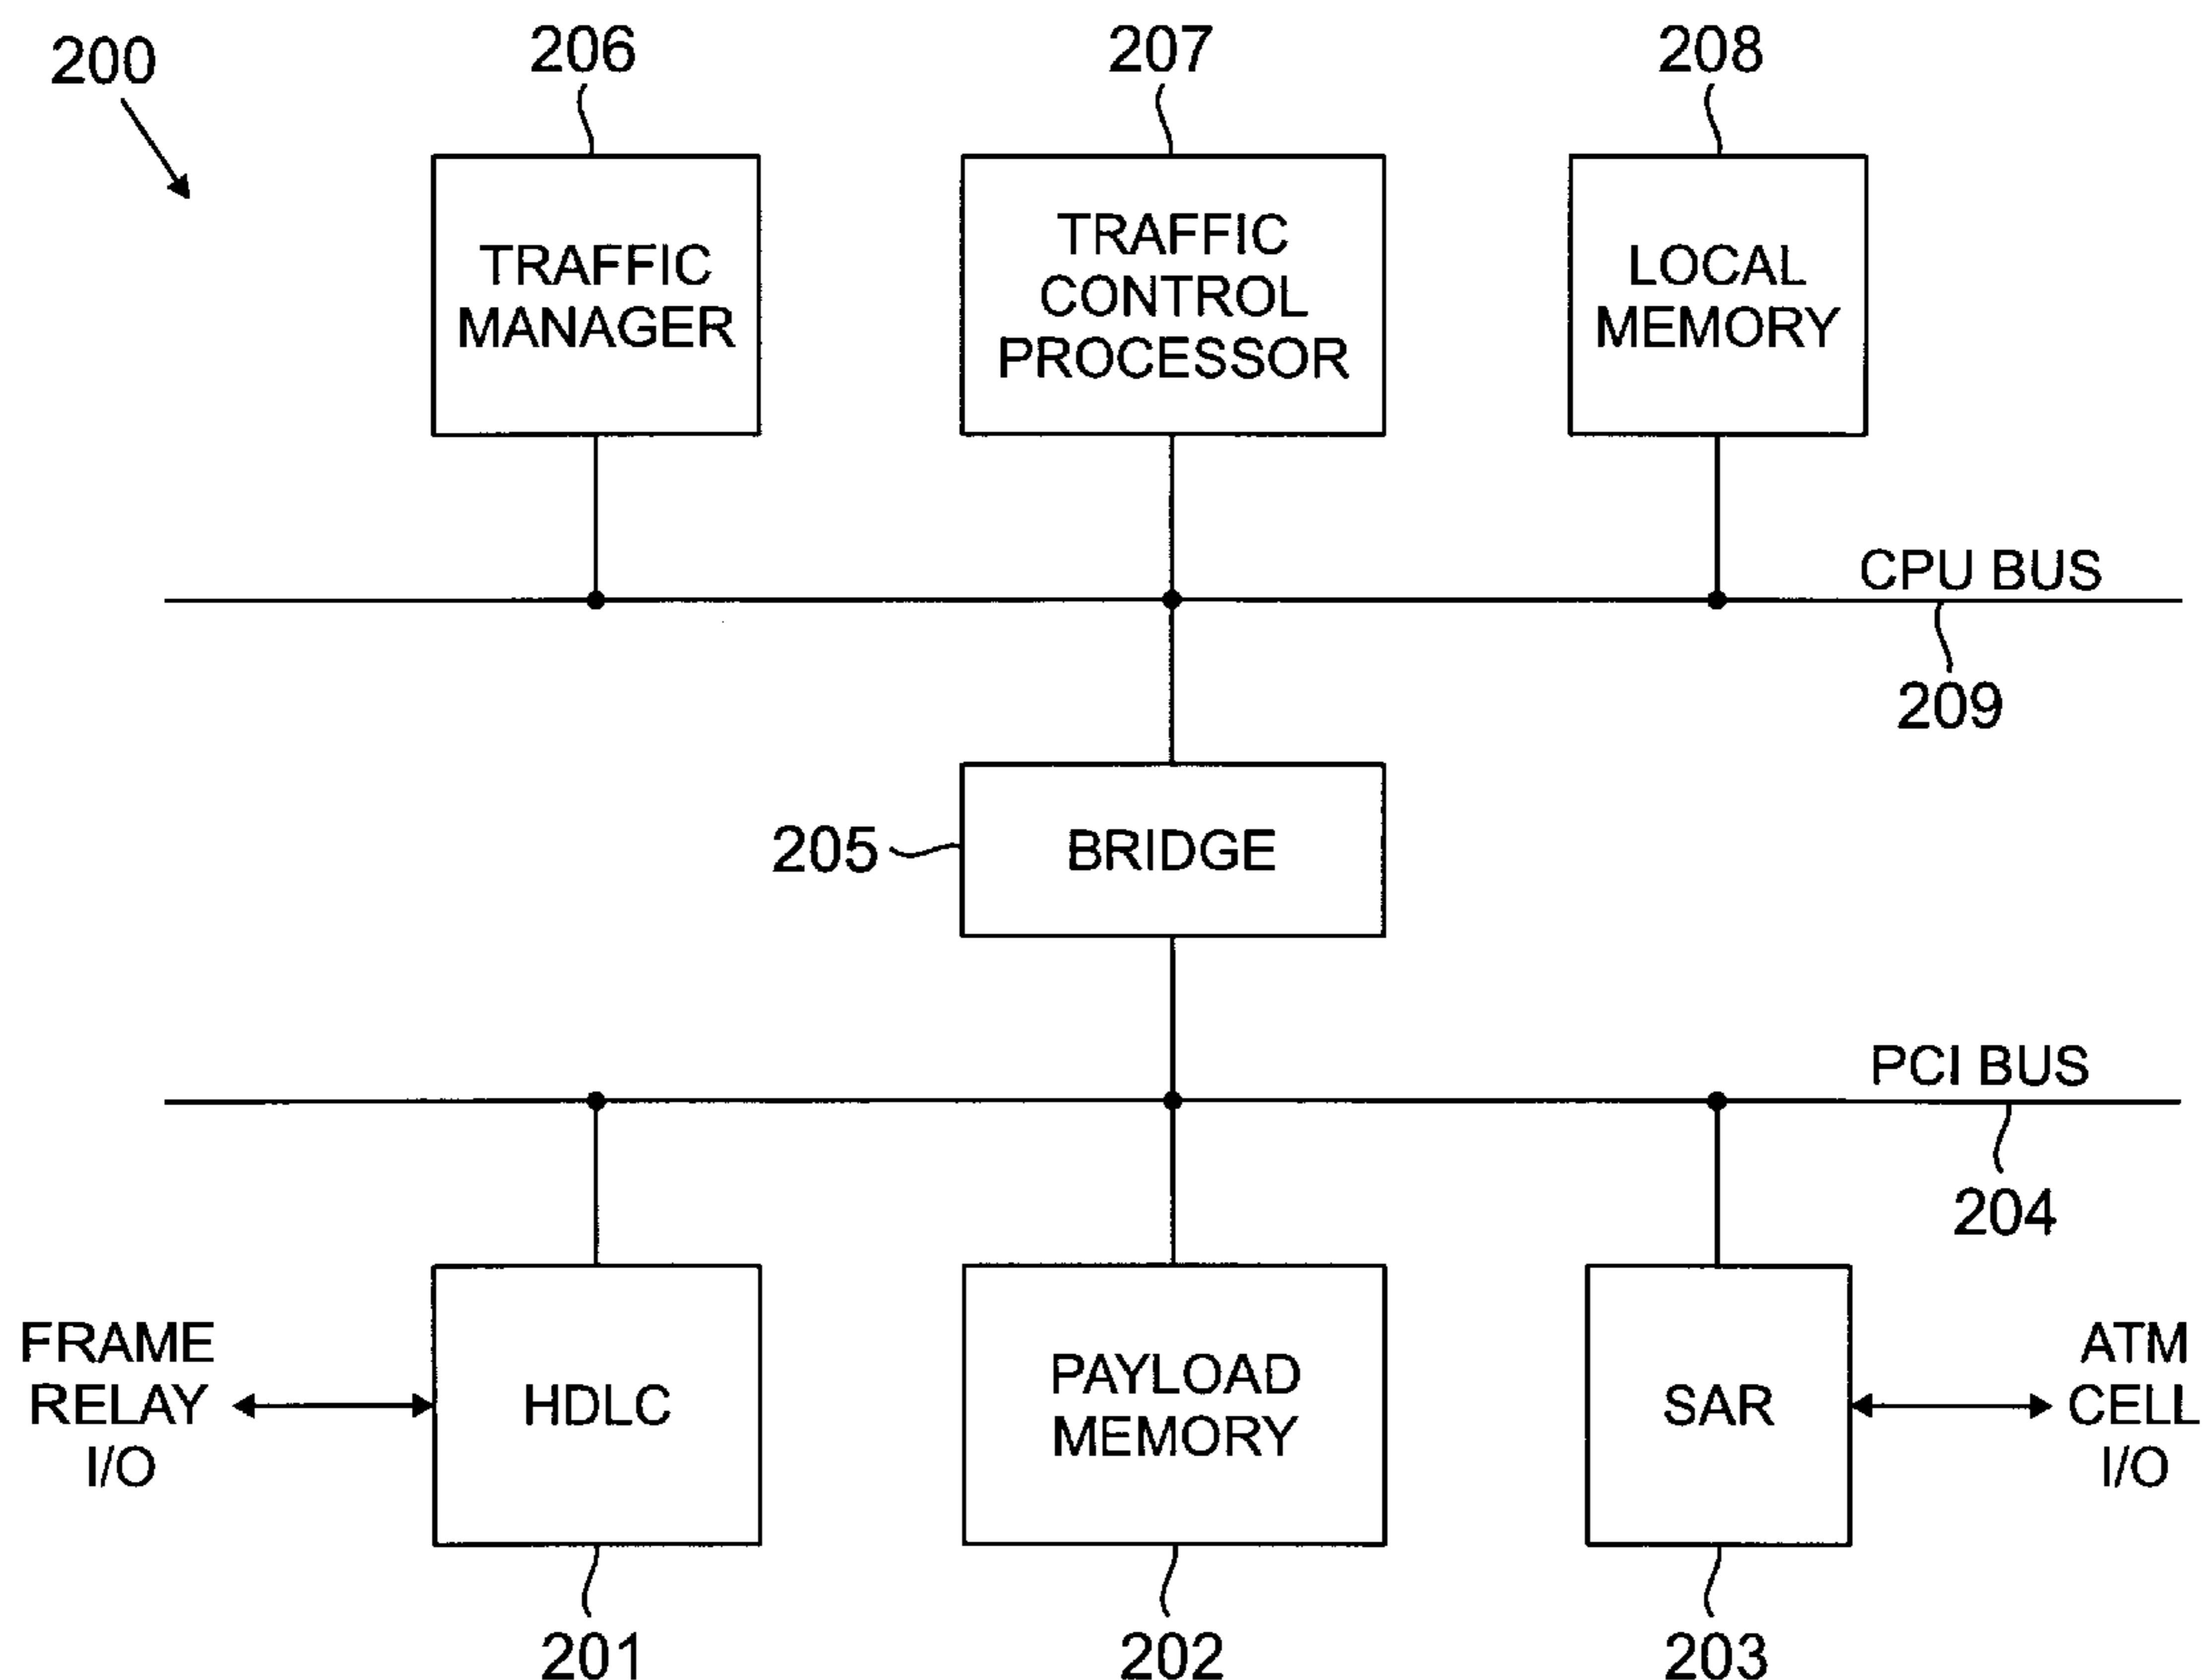 200
206
207
208
TRAFFIC
MANAGER
TRAFFIC
CONTROL
PROCESSOR
LOCAL
MEMORY
CPU BUS
209
205
BRIDGE
PCI BUS
204
FRAME
RELAY
I/O
HDLC
PAYLOAD
MEMORY
SAR
ATM
CELL
I/O
201
202
203